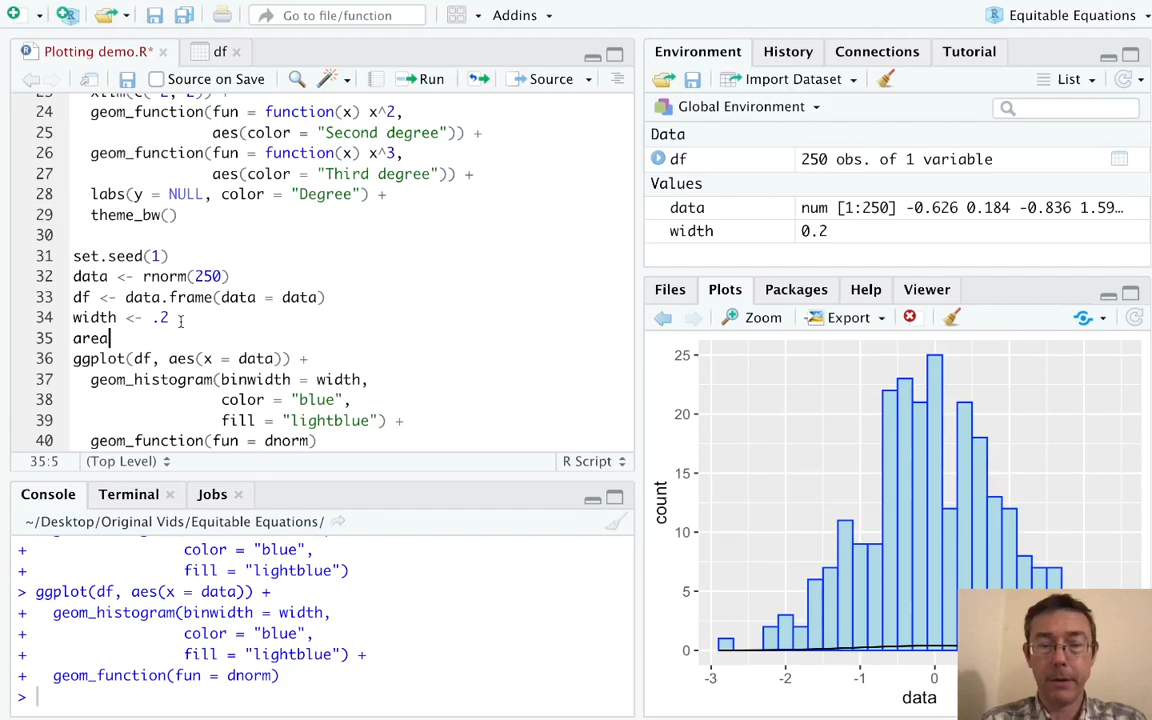 Go to file/function
Addins
Equitable Equations
Plotting demo.R*
df
Source on Save
Run
Source
24 geom_function(fun = function(x) x^2,
25 aes(color = "Second degree")) +
26 geom_function(fun = function(x) x^3,
27 aes(color = "Third degree")) +
28 labs(y = NULL, color = "Degree") +
29 theme_bw()
30
31 set.seed(1)
32 data <- rnorm(250)
33 df <- data.frame(data = data)
34 width <- .2
35 area
36 ggplot(df, aes(x = data)) +
37 geom_histogram(binwidth = width,
38 color = "blue",
39 fill = "lightblue") +
40 geom_function(fun = dnorm)
35:5 (Top Level) R Script
Console Terminal Jobs
~/Desktop/Original Vids/Equitable Equations/
+ color = "blue",
+ fill = "lightblue")
> ggplot(df, aes(x = data)) +
+ geom_histogram(binwidth = width,
+ color = "blue",
+ fill = "lightblue") +
+ geom_function(fun = dnorm)
>
Environment History Connections Tutorial
Import Dataset
List
Global Environment
Data
df 250 obs. of 1 variable
Values
data num [1:250] -0.626 0.184 -0.836 1.59…
width 0.2
Files Plots Packages Help Viewer
Zoom
Export
25
20
15
10
5
0
count
-3 -2 -1 0
data